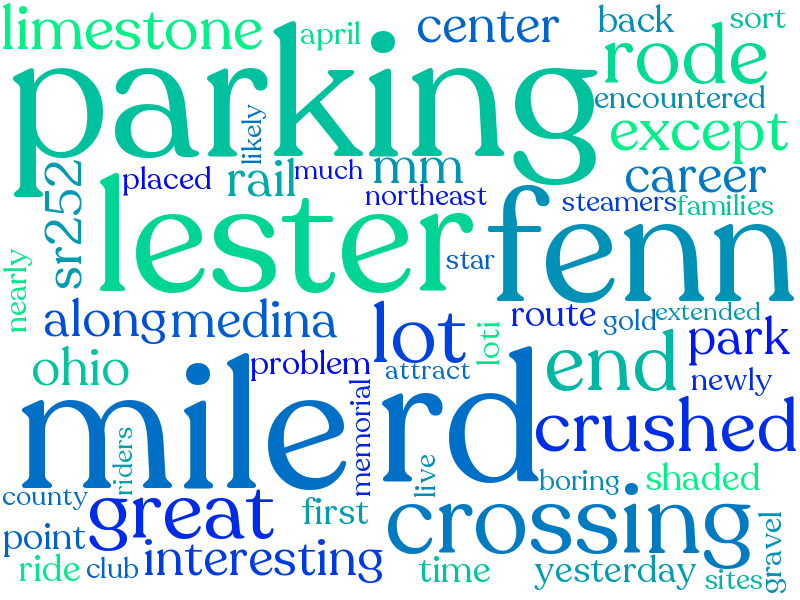 limestone
april
center
back
sort
parking
rode
encountered
likely
except
rail
much
mm
career
placed
northeast
steamers
families
sr252
lester
fenn
star
nearly
along
medina
lot
loti
route
gold
extended
park
ohio
problem
attract
end
newly
mile
rd
memorial
crushed
riders
live
boring
shaded
county
great
first
crossing
point
gravel
ride
club
interesting
time
yesterday
sites